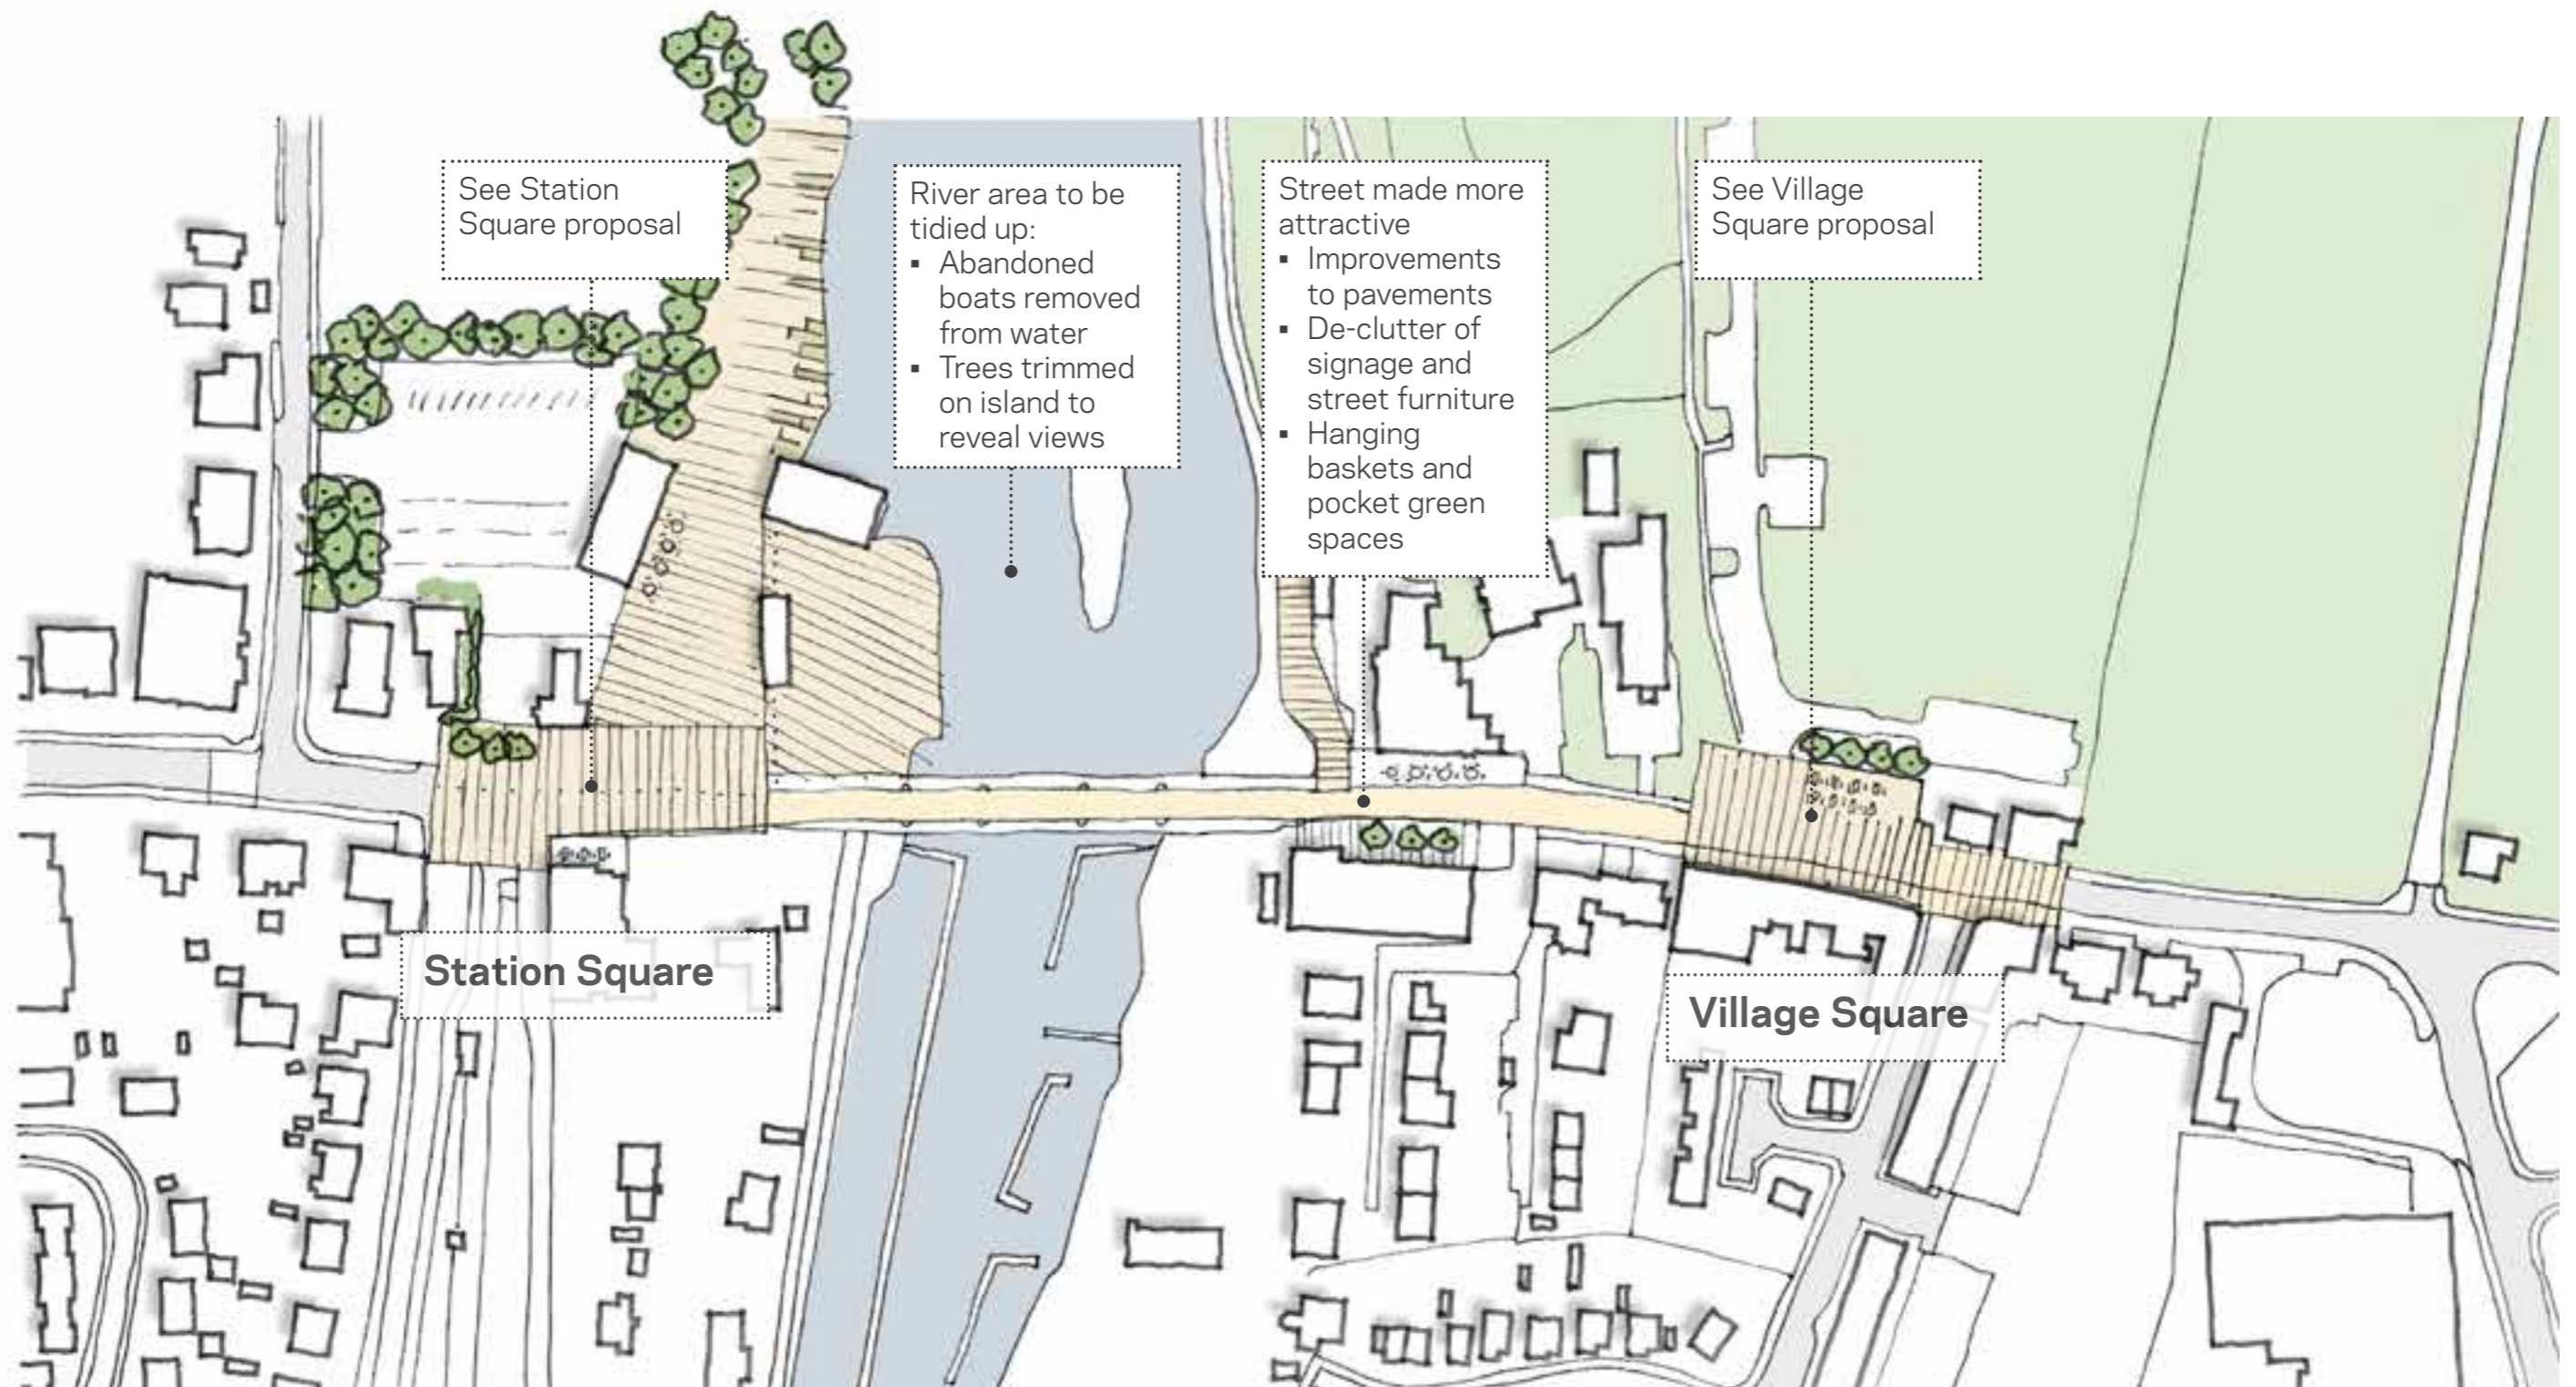 See Station
Square proposal
River area to be
tidied up:
▪ Abandoned
boats removed
from water
▪ Trees trimmed
on island to
reveal views
Street made more
attractive
▪ Improvements
to pavements
▪ De-clutter of
signage and
street furniture
▪ Hanging
baskets and
pocket green
spaces
See Village
Square proposal
Station Square
Village Square